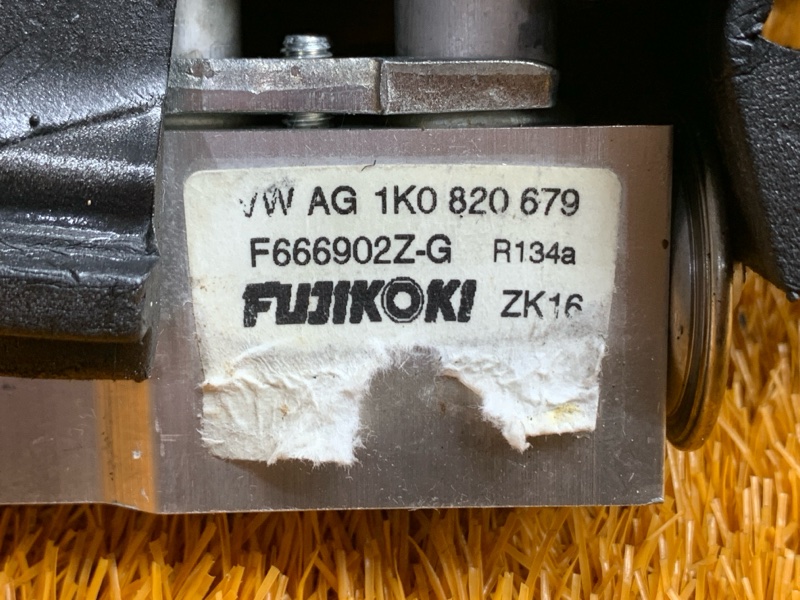 VW AG 1K0 820 679
F666902Z-G R134a
FUJIKOKI ZK16